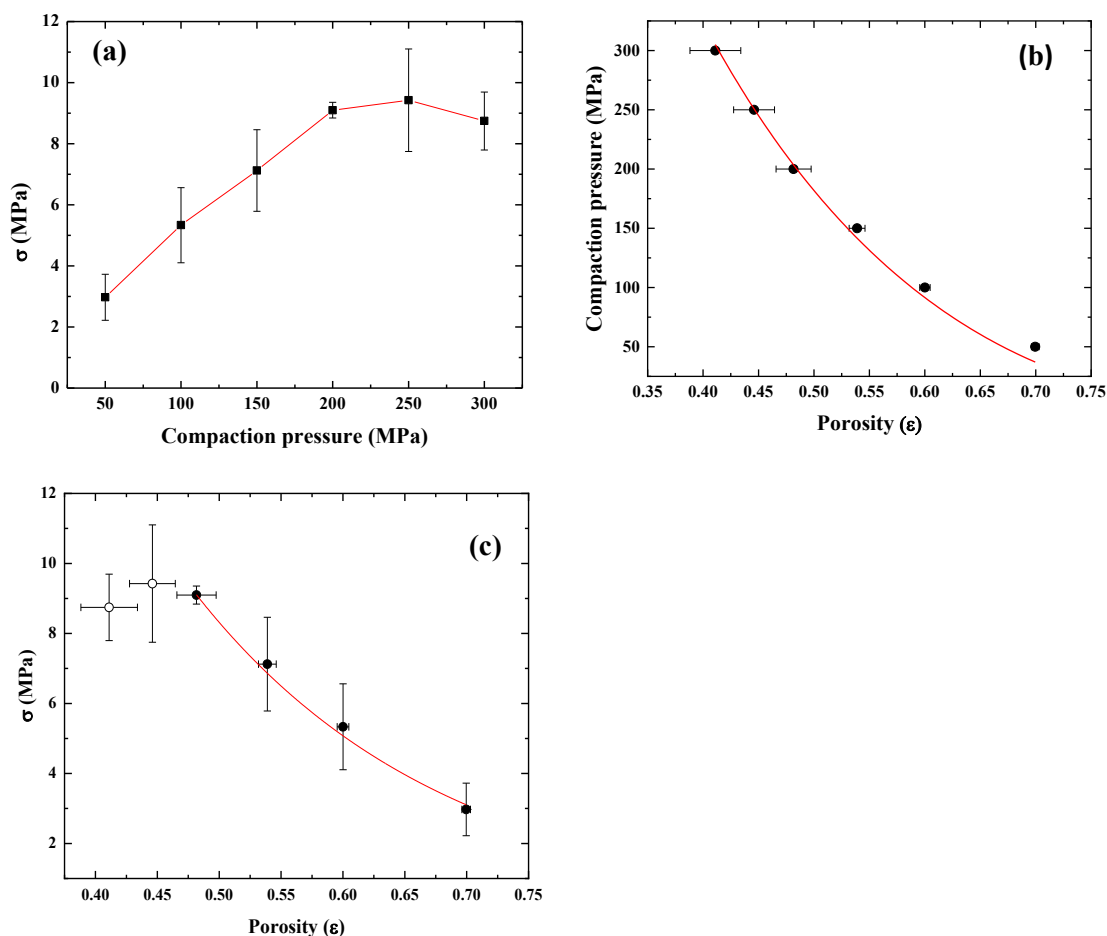 (a)
12
10
8
6
4
2
0
σ (MPa)
50 100 150 200 250 300
Compaction pressure (MPa)
(b)
300
250
200
150
100
50
Compaction pressure (MPa)
0.35 0.40 0.45 0.50 0.55 0.60 0.65 0.70 0.75
Porosity (ε)
(c)
12
10
8
6
4
2
σ (MPa)
0.40 0.45 0.50 0.55 0.60 0.65 0.70 0.75
Porosity (ε)